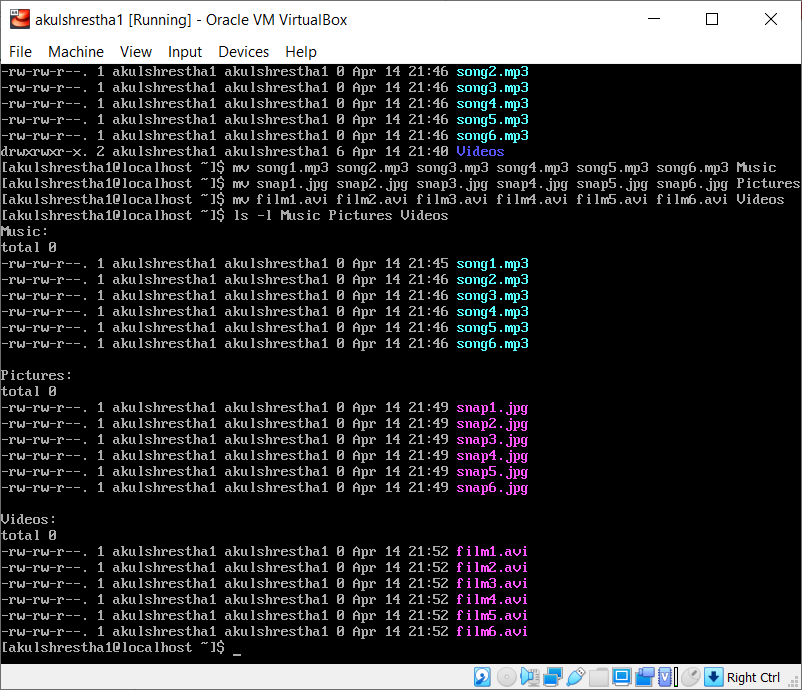 akulshrestha1 [Running] - Oracle VM VirtualBox
File Machine View Input Devices Help
-rw-rw-r--. 1 akulshrestha1 akulshrestha1 0 Apr 14 21:46 song2.mp3
-rw-rw-r--. 1 akulshrestha1 akulshrestha1 0 Apr 14 21:46 song3.mp3
-rw-rw-r--. 1 akulshrestha1 akulshrestha1 0 Apr 14 21:46 song4.mp3
-rw-rw-r--. 1 akulshrestha1 akulshrestha1 0 Apr 14 21:46 song5.mp3
-rw-rw-r--. 1 akulshrestha1 akulshrestha1 0 Apr 14 21:46 song6.mp3
drwxrwxr-x. 2 akulshrestha1 akulshrestha1 6 Apr 14 21:40 Videos
[akulshrestha1@localhost ~]$ mv song1.mp3 song2.mp3 song3.mp3 song4.mp3 song5.mp3 song6.mp3 Music
[akulshrestha1@localhost ~]$ mv snap1.jpg snap2.jpg snap3.jpg snap4.jpg snap5.jpg snap6.jpg Pictures
[akulshrestha1@localhost ~]$ mv film1.avi film2.avi film3.avi film4.avi film5.avi film6.avi Videos
[akulshrestha1@localhost ~]$ ls -l Music Pictures Videos
Music:
total 0
-rw-rw-r--. 1 akulshrestha1 akulshrestha1 0 Apr 14 21:45 song1.mp3
-rw-rw-r--. 1 akulshrestha1 akulshrestha1 0 Apr 14 21:46 song2.mp3
-rw-rw-r--. 1 akulshrestha1 akulshrestha1 0 Apr 14 21:46 song3.mp3
-rw-rw-r--. 1 akulshrestha1 akulshrestha1 0 Apr 14 21:46 song4.mp3
-rw-rw-r--. 1 akulshrestha1 akulshrestha1 0 Apr 14 21:46 song5.mp3
-rw-rw-r--. 1 akulshrestha1 akulshrestha1 0 Apr 14 21:46 song6.mp3
Pictures:
total 0
-rw-rw-r--. 1 akulshrestha1 akulshrestha1 0 Apr 14 21:49 snap1.jpg
-rw-rw-r--. 1 akulshrestha1 akulshrestha1 0 Apr 14 21:49 snap2.jpg
-rw-rw-r--. 1 akulshrestha1 akulshrestha1 0 Apr 14 21:49 snap3.jpg
-rw-rw-r--. 1 akulshrestha1 akulshrestha1 0 Apr 14 21:49 snap4.jpg
-rw-rw-r--. 1 akulshrestha1 akulshrestha1 0 Apr 14 21:49 snap5.jpg
-rw-rw-r--. 1 akulshrestha1 akulshrestha1 0 Apr 14 21:49 snap6.jpg
Videos:
total 0
-rw-rw-r--. 1 akulshrestha1 akulshrestha1 0 Apr 14 21:52 film1.avi
-rw-rw-r--. 1 akulshrestha1 akulshrestha1 0 Apr 14 21:52 film2.avi
-rw-rw-r--. 1 akulshrestha1 akulshrestha1 0 Apr 14 21:52 film3.avi
-rw-rw-r--. 1 akulshrestha1 akulshrestha1 0 Apr 14 21:52 film4.avi
-rw-rw-r--. 1 akulshrestha1 akulshrestha1 0 Apr 14 21:52 film5.avi
-rw-rw-r--. 1 akulshrestha1 akulshrestha1 0 Apr 14 21:52 film6.avi
[akulshrestha1@localhost ~]$ _
Right Ctrl